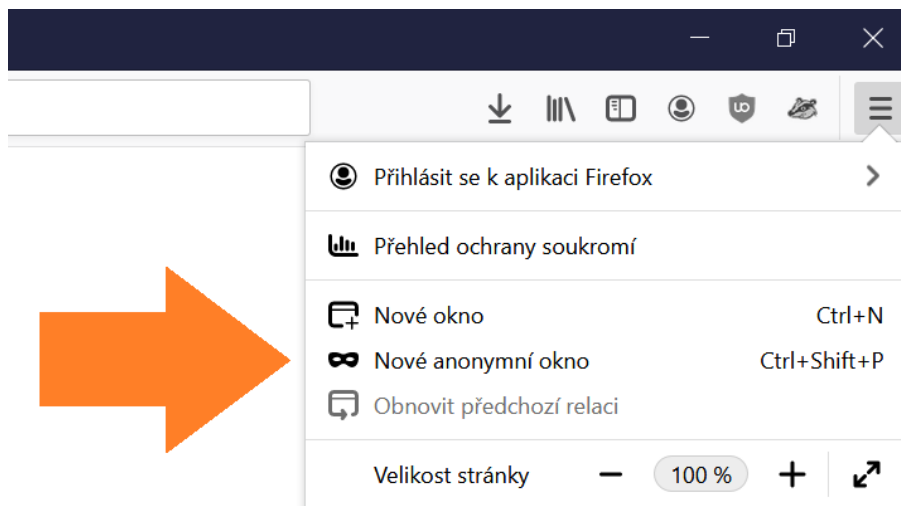 Přihlásit se k aplikaci Firefox
Přehled ochrany soukromí
Nové okno Ctrl+N
Nové anonymní okno Ctrl+Shift+P
Obnovit předchozí relaci
Velikost stránky 100 %